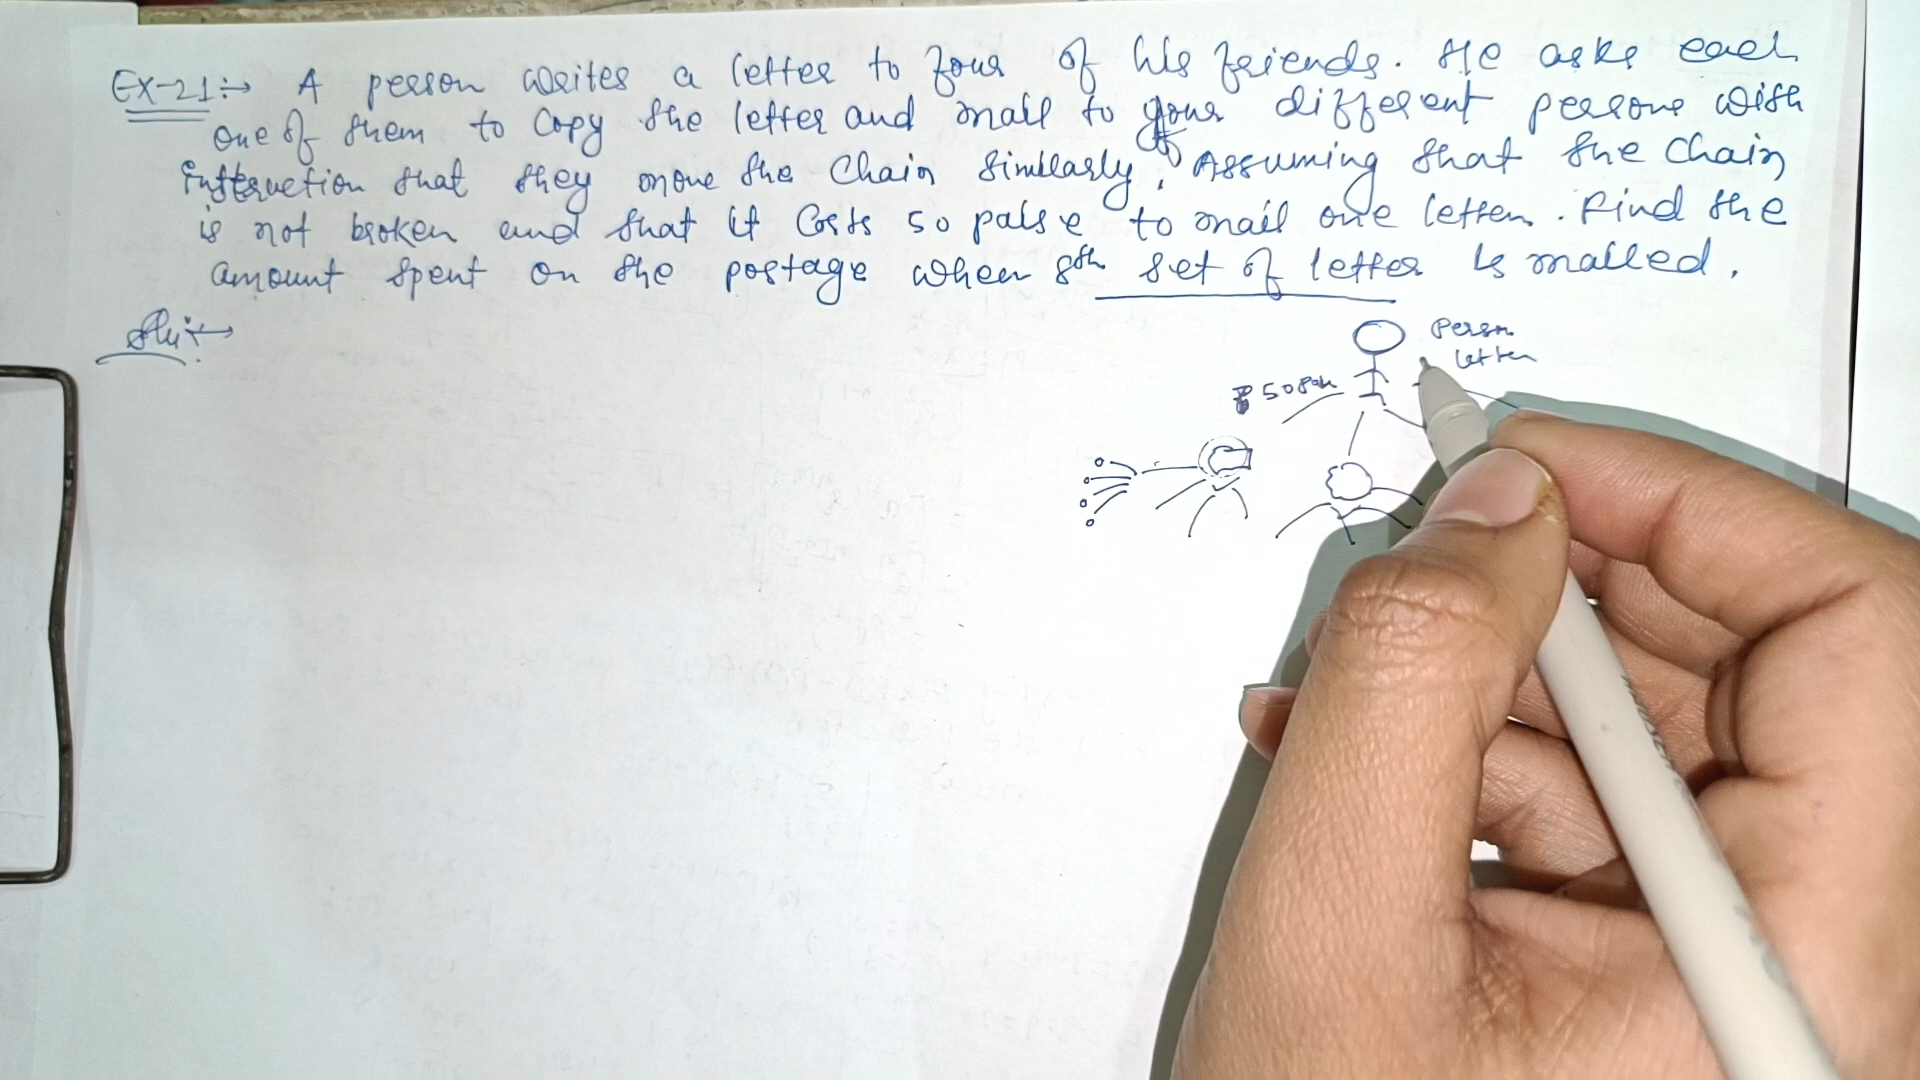 Ex-21:→ A person writes a letter to four of his friends. He asks each
one of them to copy the letter and mail to four different persons with
instruction that they move the chain similarly. Assuming that the chain
is not broken and that it costs 50 paise to mail one letter. Find the
amount spent on the postage when 8th set of letter is mailed.
Person
letter